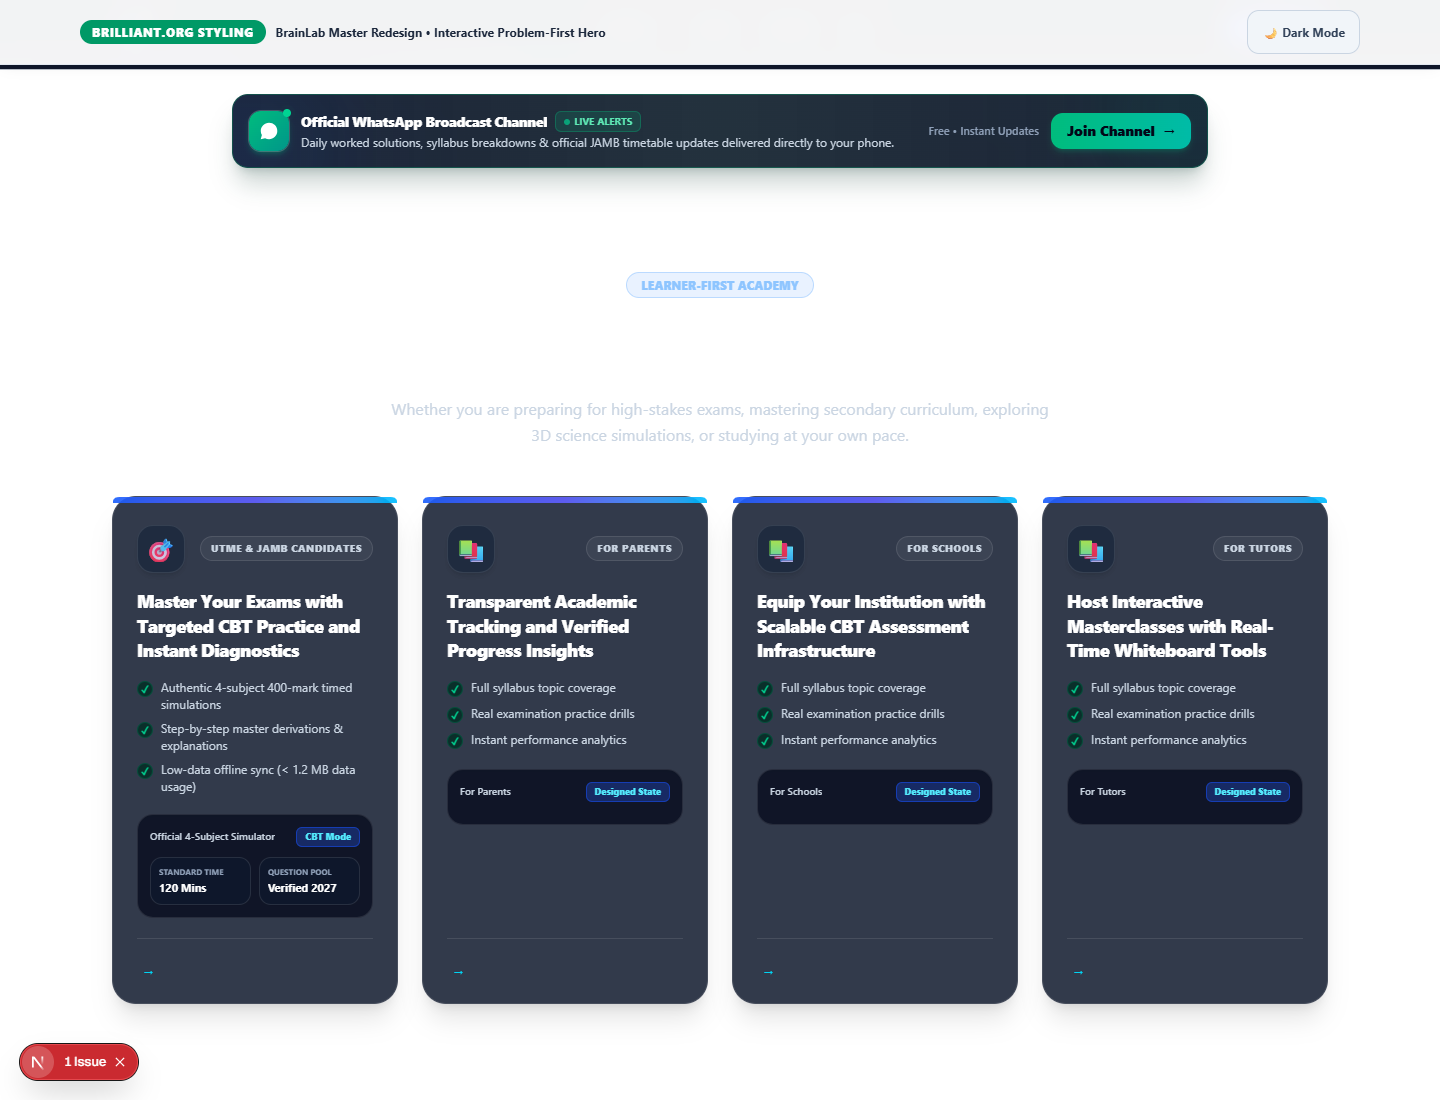 BRILLIANT.ORG STYLING
BrainLab Master Redesign • Interactive Problem-First Hero
🌙 Dark Mode
Official WhatsApp Broadcast Channel
LIVE ALERTS
Daily worked solutions, syllabus breakdowns & official JAMB timetable updates delivered directly to your phone.
Free • Instant Updates
Join Channel →
LEARNER-FIRST ACADEMY
Whether you are preparing for high-stakes exams, mastering secondary curriculum, exploring
3D science simulations, or studying at your own pace.
UTME & JAMB CANDIDATES
Master Your Exams with
Targeted CBT Practice and
Instant Diagnostics
✓ Authentic 4-subject 400-mark timed
simulations
✓ Step-by-step master derivations &
explanations
✓ Low-data offline sync (< 1.2 MB data
usage)
Official 4-Subject Simulator
CBT Mode
STANDARD TIME
120 Mins
QUESTION POOL
Verified 2027
→
FOR PARENTS
Transparent Academic
Tracking and Verified
Progress Insights
✓ Full syllabus topic coverage
✓ Real examination practice drills
✓ Instant performance analytics
For Parents
Designed State
→
FOR SCHOOLS
Equip Your Institution with
Scalable CBT Assessment
Infrastructure
✓ Full syllabus topic coverage
✓ Real examination practice drills
✓ Instant performance analytics
For Schools
Designed State
→
FOR TUTORS
Host Interactive
Masterclasses with Real-
Time Whiteboard Tools
✓ Full syllabus topic coverage
✓ Real examination practice drills
✓ Instant performance analytics
For Tutors
Designed State
→
N 1 Issue ×